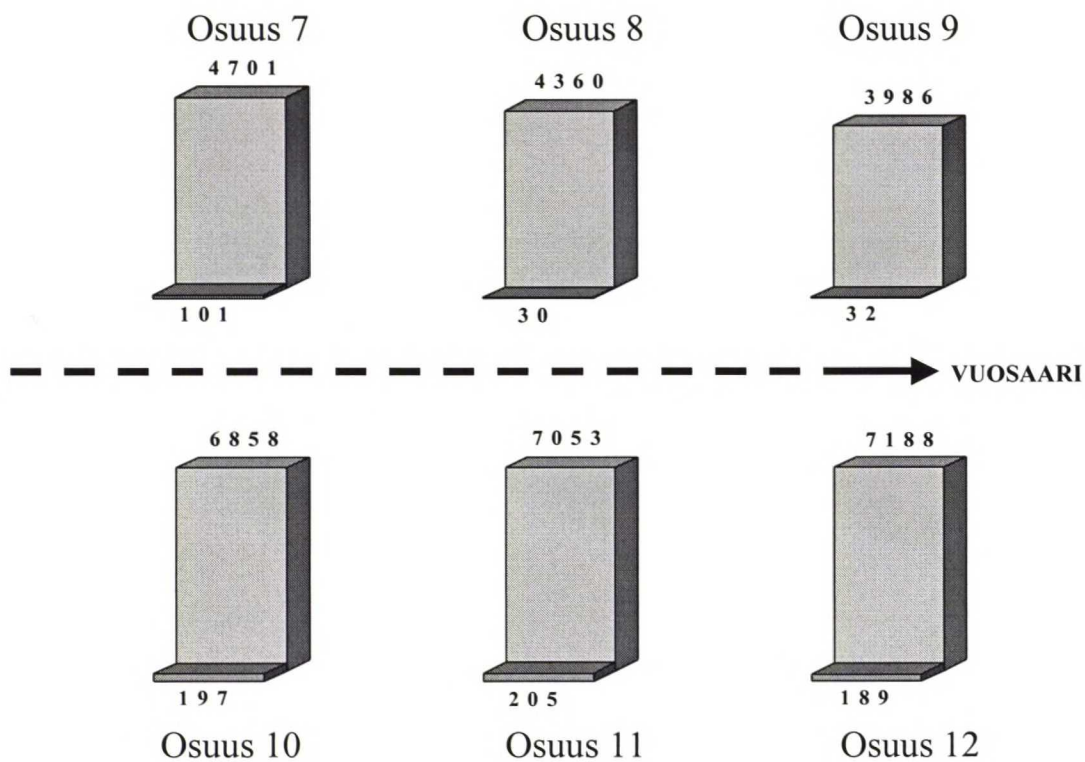 Osuus 7 Osuus 8 Osuus 9
4701 4360 3986
101 30 32
VUOSAARI
6858 7053 7188
197 205 189
Osuus 10 Osuus 11 Osuus 12